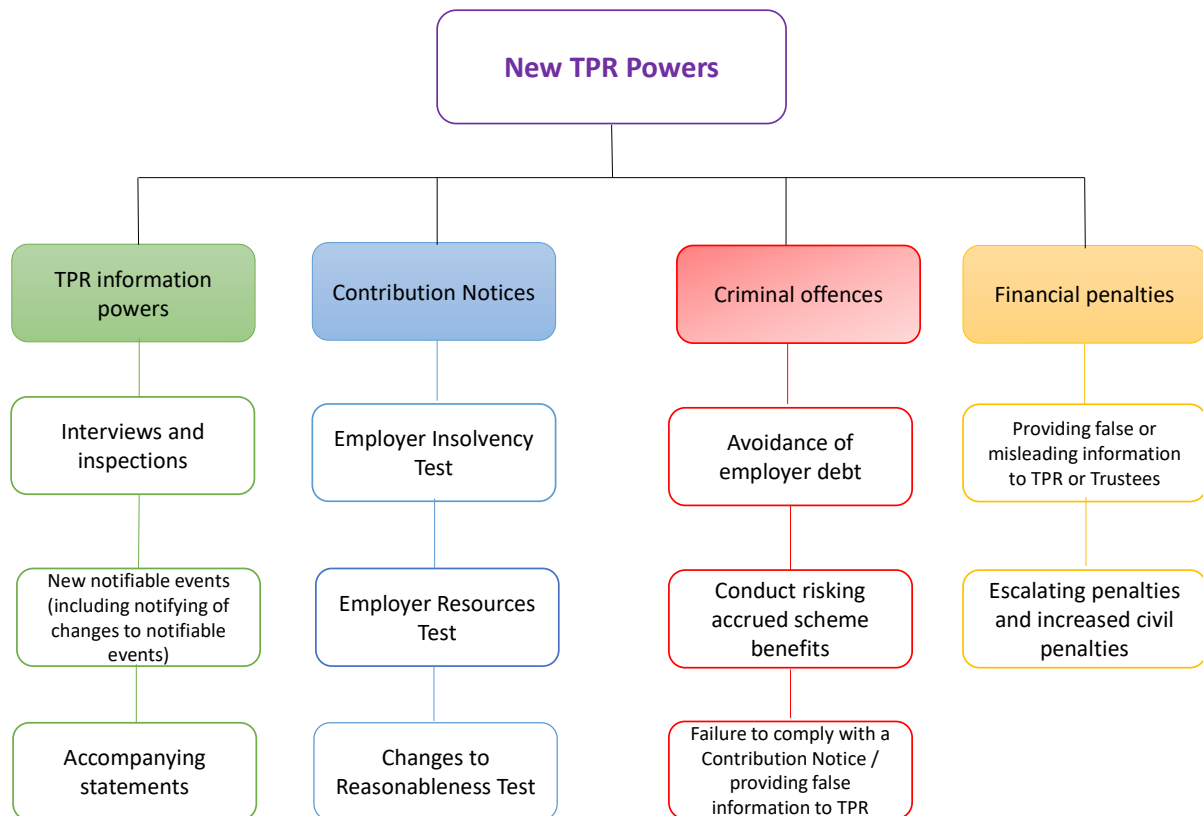 New TPR Powers
TPR information
powers
Contribution Notices
Criminal offences
Financial penalties
Interviews and
inspections
Employer Insolvency
Test
Avoidance of
employer debt
Providing false or
misleading information
to TPR or Trustees
New notifiable events
(including notifying of
changes to notifiable
events)
Employer Resources
Test
Conduct risking
accrued scheme
benefits
Escalating penalties
and increased civil
penalties
Accompanying
statements
Changes to
Reasonableness Test
Failure to comply with a
Contribution Notice /
providing false
information to TPR